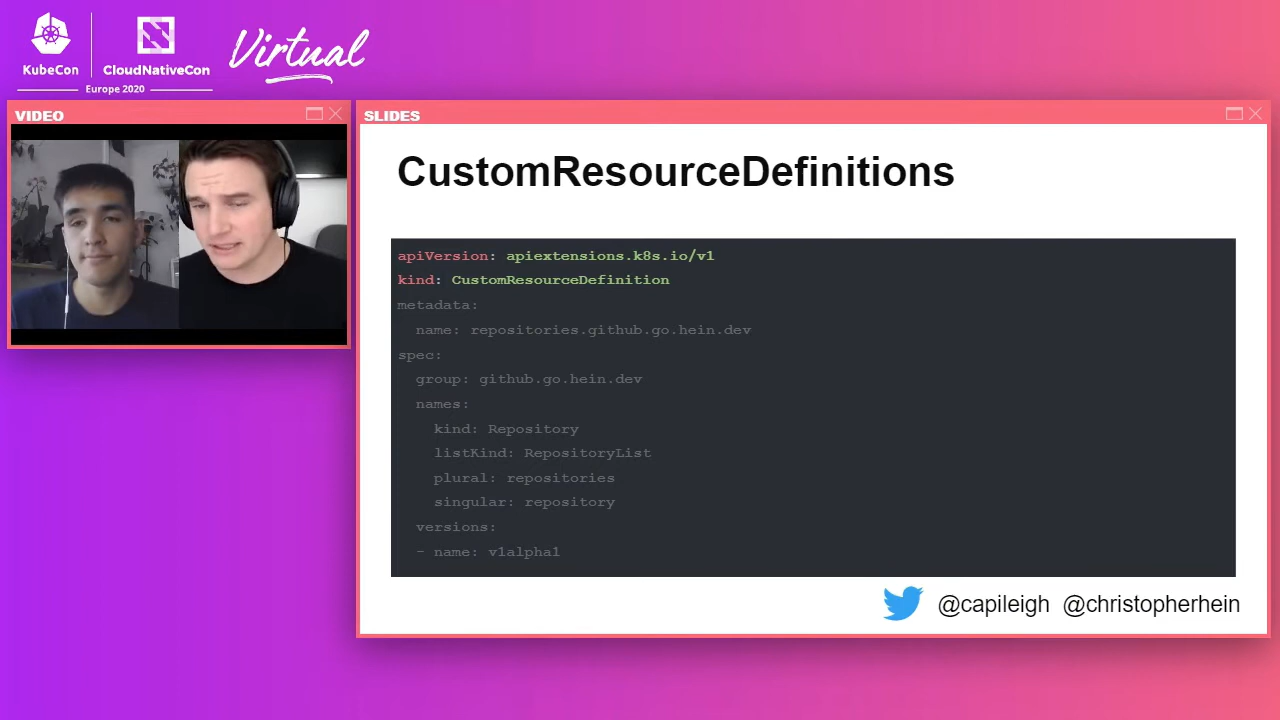 KubeCon
CloudNativeCon
Europe 2020
Virtual
VIDEO
SLIDES
CustomResourceDefinitions
apiVersion: apiextensions.k8s.io/v1
kind: CustomResourceDefinition
metadata:
  name: repositories.github.go.hein.dev
spec:
  group: github.go.hein.dev
  names:
    kind: Repository
    listKind: RepositoryList
    plural: repositories
    singular: repository
  versions:
  - name: v1alpha1
@capileigh @christopherhein